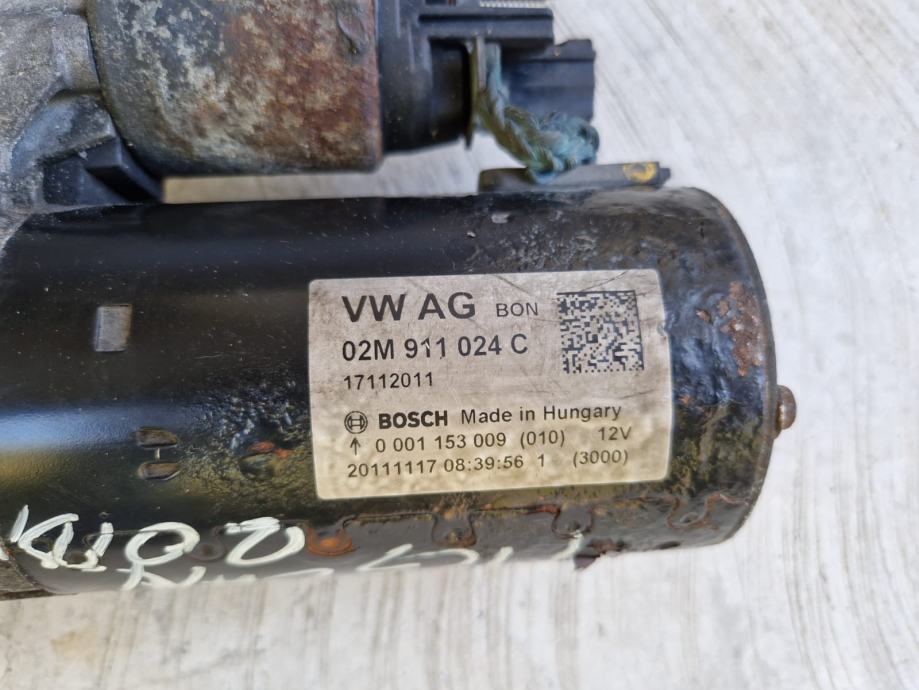 VW AG BON
02M 911 024 C
17112011
BOSCH Made in Hungary
↑ 0 001 153 009 (010) 12V
20111117 08:39:56 1 (3000)